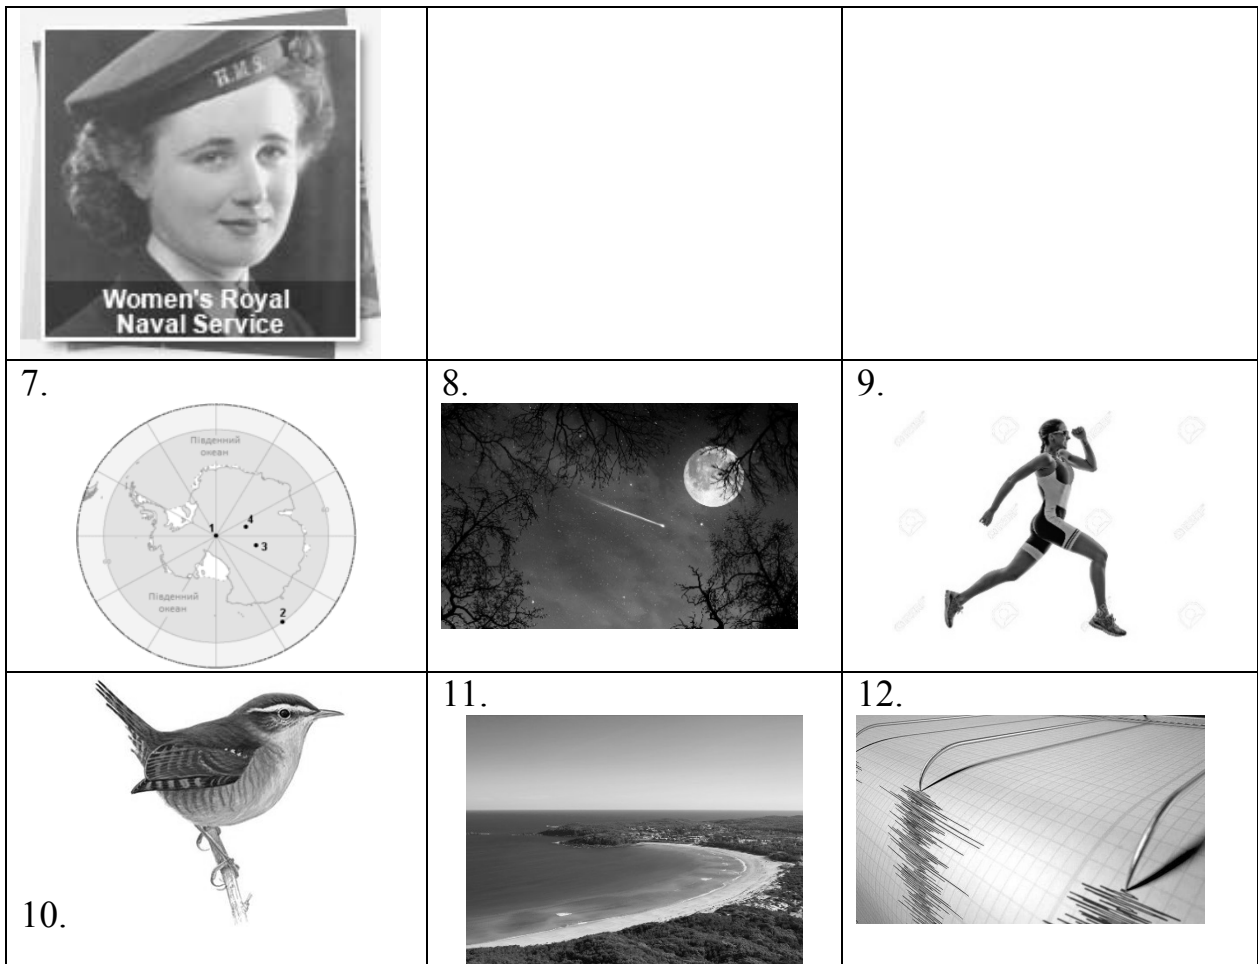 H.M.S.
Women's Royal
Naval Service
7.
8.
9.
Південний
океан
1
4
3
Південний
океан
2
10.
11.
12.